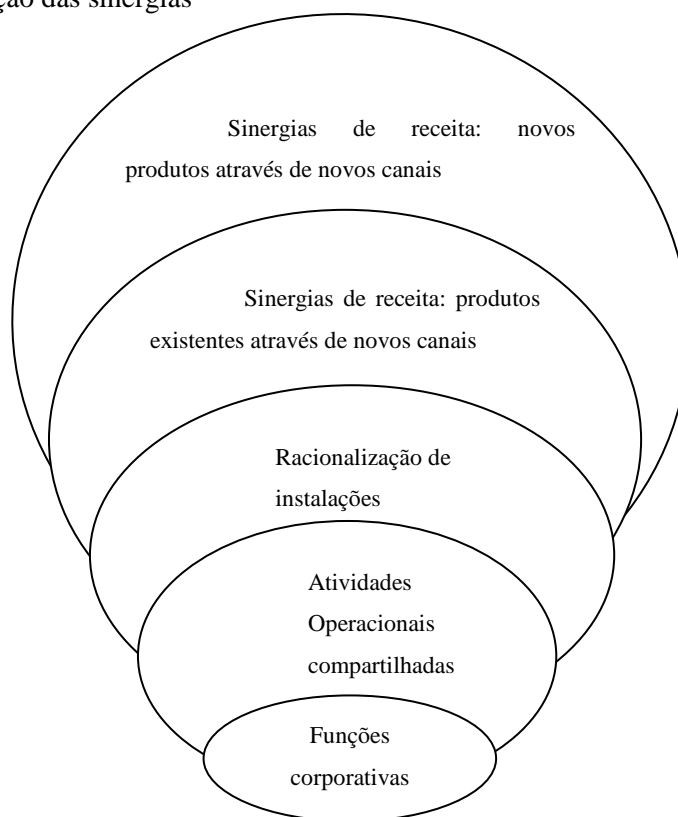 ção das sinergias
Sinergias de receita: novos
produtos através de novos canais
Sinergias de receita: produtos
existentes através de novos canais
Racionalização de
instalações
Atividades
Operacionais
compartilhadas
Funções
corporativas